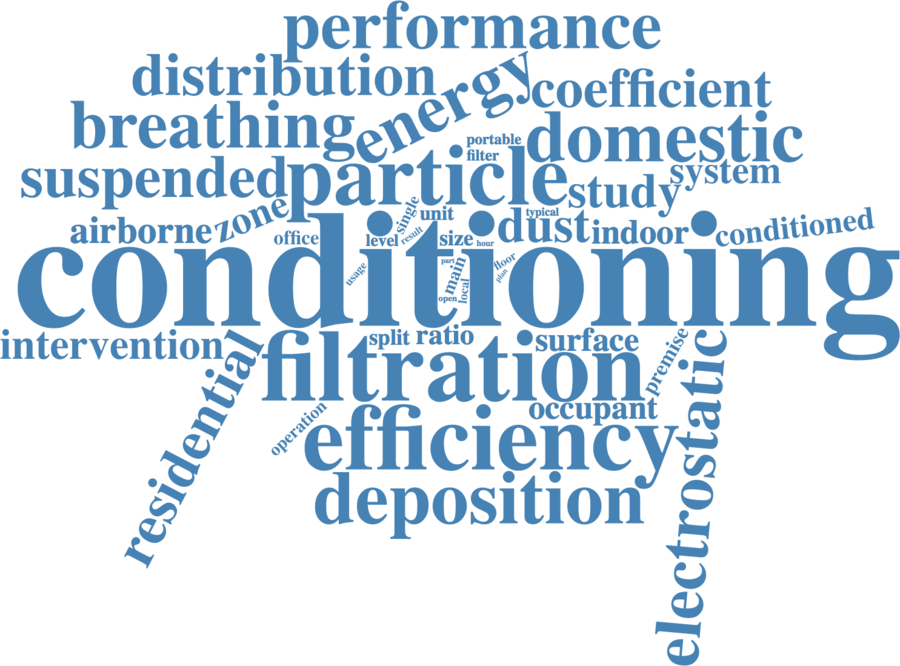 performance
distribution
energy
coefficient
breathing
portable
domestic
filter
suspended
particle
study
system
single
unit
typical
airborne
zone
office
level
result
size
hour
dust
indoor
conditioned
conditioning
usage
part
main
floor
plan
open
local
intervention
split
ratio
surface
premise
residential
filtration
electrostatic
operation
occupant
efficiency
deposition